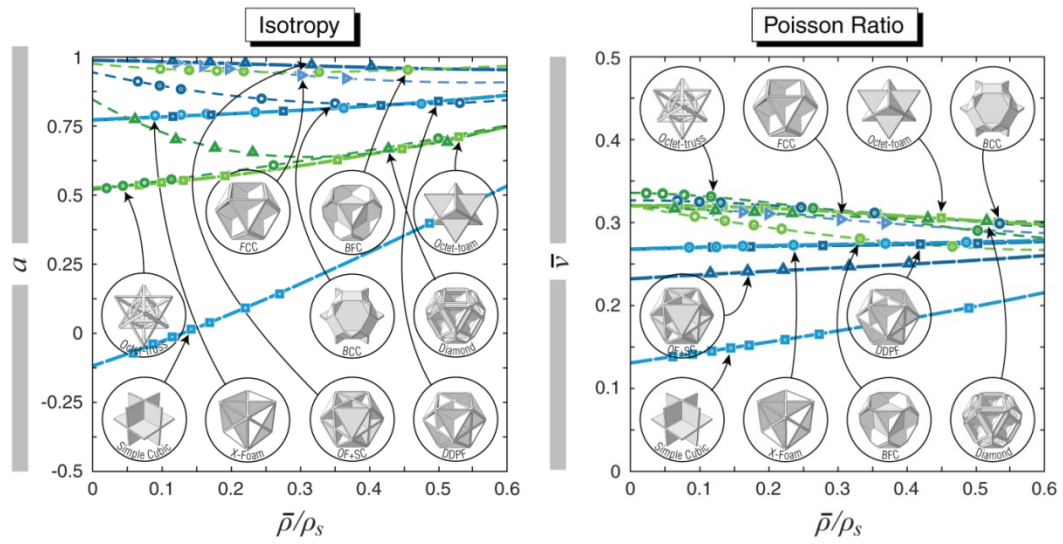 Isotropy
1
0.75
0.5
0.25
0
-0.25
-0.5
a
FCC
BFC
Octet-foam
Octet-truss
BCC
Diamond
Simple Cubic
X-Foam
OF+SC
DDPF
0 0.1 0.2 0.3 0.4 0.5 0.6
ρ̄/ρₛ
Poisson Ratio
0.5
0.4
0.3
0.2
0.1
0
ν̄
Octet-truss
FCC
Octet-foam
BCC
OF+SC
DDPF
Simple Cubic
X-Foam
BFC
Diamond
0 0.1 0.2 0.3 0.4 0.5 0.6
ρ̄/ρₛ